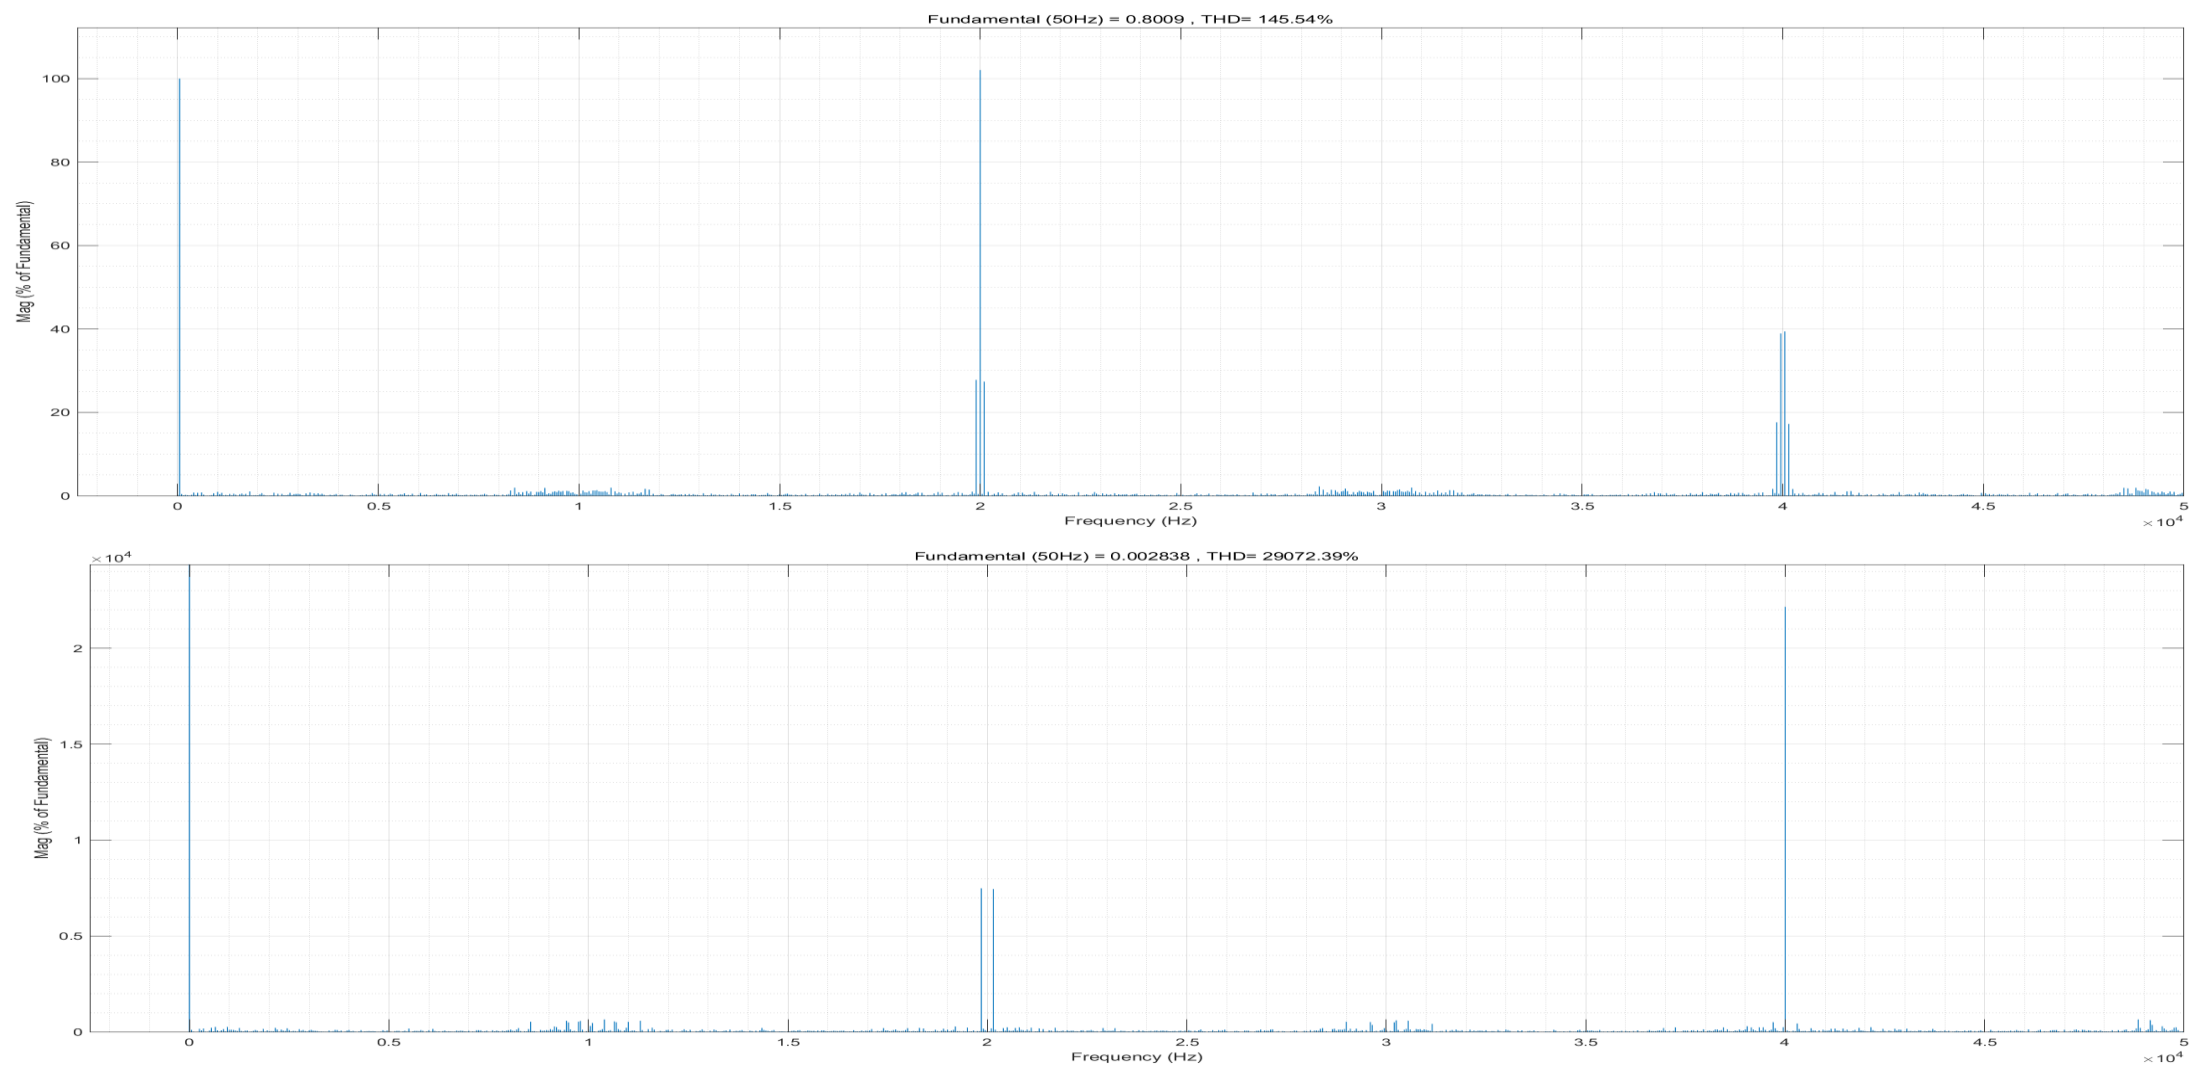 Fundamental (50Hz) = 0.8009 , THD= 145.54%
100
80
60
40
20
0
Mag (% of Fundamental)
0 0.5 1 1.5 2 2.5 3 3.5 4 4.5 5
Frequency (Hz)
×10⁴
×10⁴
Fundamental (50Hz) = 0.002838 , THD= 29072.39%
2
1.5
1
0.5
0
Mag (% of Fundamental)
0 0.5 1 1.5 2 2.5 3 3.5 4 4.5 5
Frequency (Hz)
×10⁴